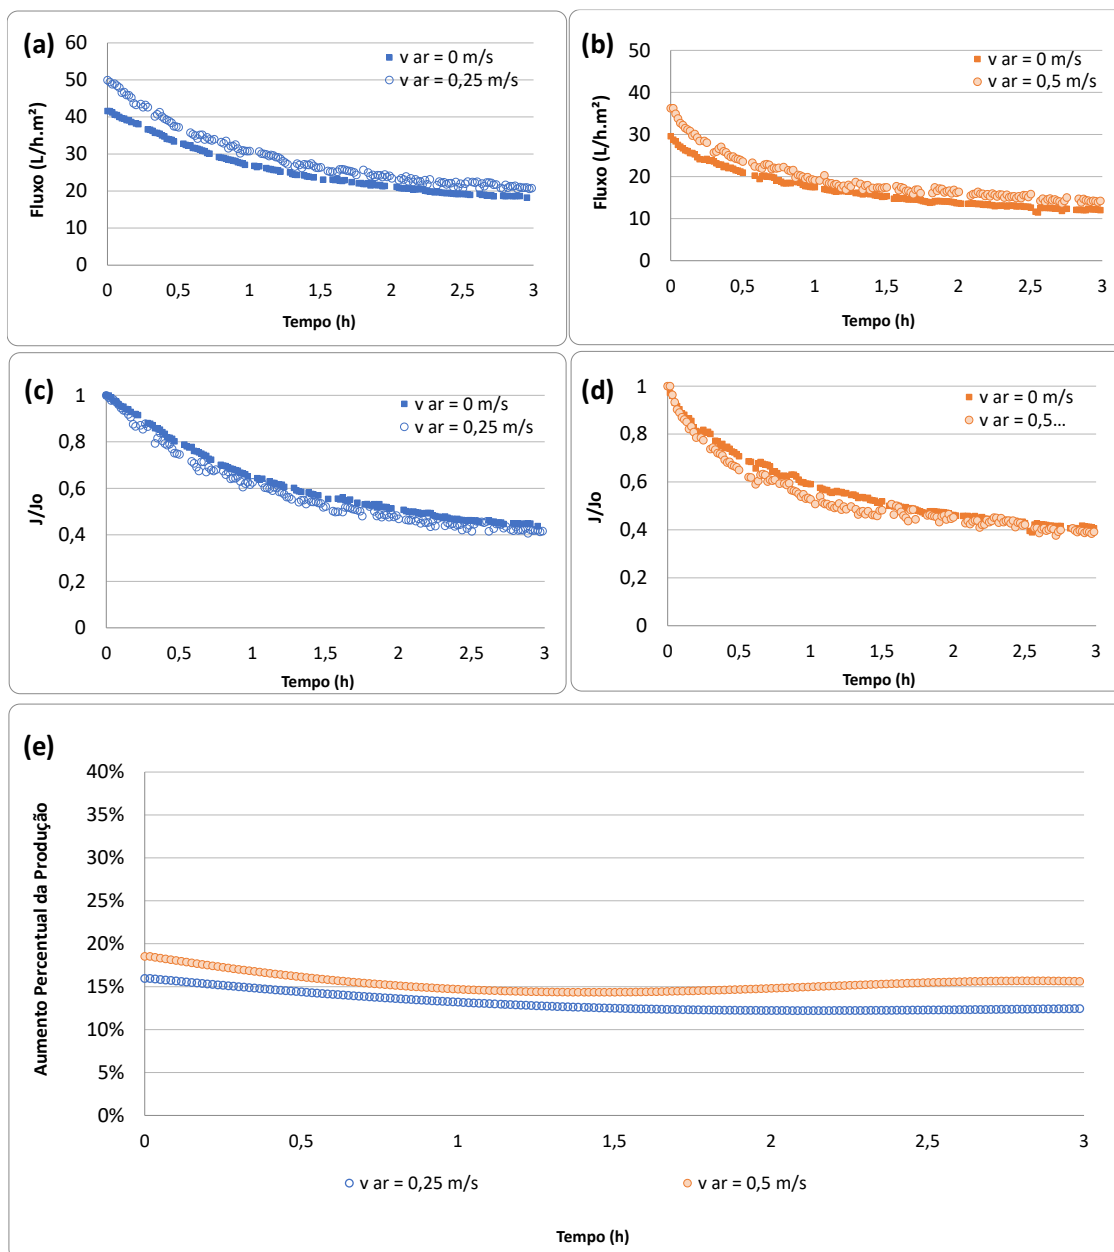 (a)
60
50
40
30
20
10
0
Fluxo (L/h.m²)
v ar = 0 m/s
v ar = 0,25 m/s
0 0,5 1 1,5 2 2,5 3
Tempo (h)
(b)
50
40
30
20
10
0
Fluxo (L/h.m²)
v ar = 0 m/s
v ar = 0,5 m/s
0 0,5 1 1,5 2 2,5 3
Tempo (h)
(c)
1
0,8
0,6
0,4
0,2
0
J/Jo
v ar = 0 m/s
v ar = 0,25 m/s
0 0,5 1 1,5 2 2,5 3
Tempo (h)
(d)
1
0,8
0,6
0,4
0,2
0
J/Jo
v ar = 0 m/s
v ar = 0,5...
0 0,5 1 1,5 2 2,5 3
Tempo (h)
(e)
40%
35%
30%
25%
20%
15%
10%
5%
0%
Aumento Percentual da Produção
0 0,5 1 1,5 2 2,5 3
v ar = 0,25 m/s
v ar = 0,5 m/s
Tempo (h)